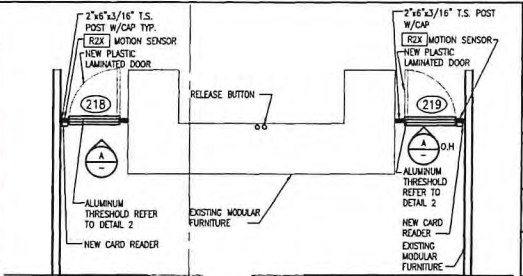 2"x6"x3/16" T.S.
POST W/CAP TYP.
R2X MOTION SENSOR
NEW PLASTIC
LAMINATED DOOR
218
A
-
ALUMINUM
THRESHOLD REFER
TO DETAIL 2
NEW CARD READER
RELEASE BUTTON
EXISTING MODULAR
FURNITURE
2"x6"x3/16" T.S. POST
W/CAP
R2X MOTION SENSOR
NEW PLASTIC
LAMINATED DOOR
219
A
-
O.H
ALUMINUM
THRESHOLD
REFER TO
DETAIL 2
NEW CARD
READER
EXISTING
MODULAR
FURNITURE